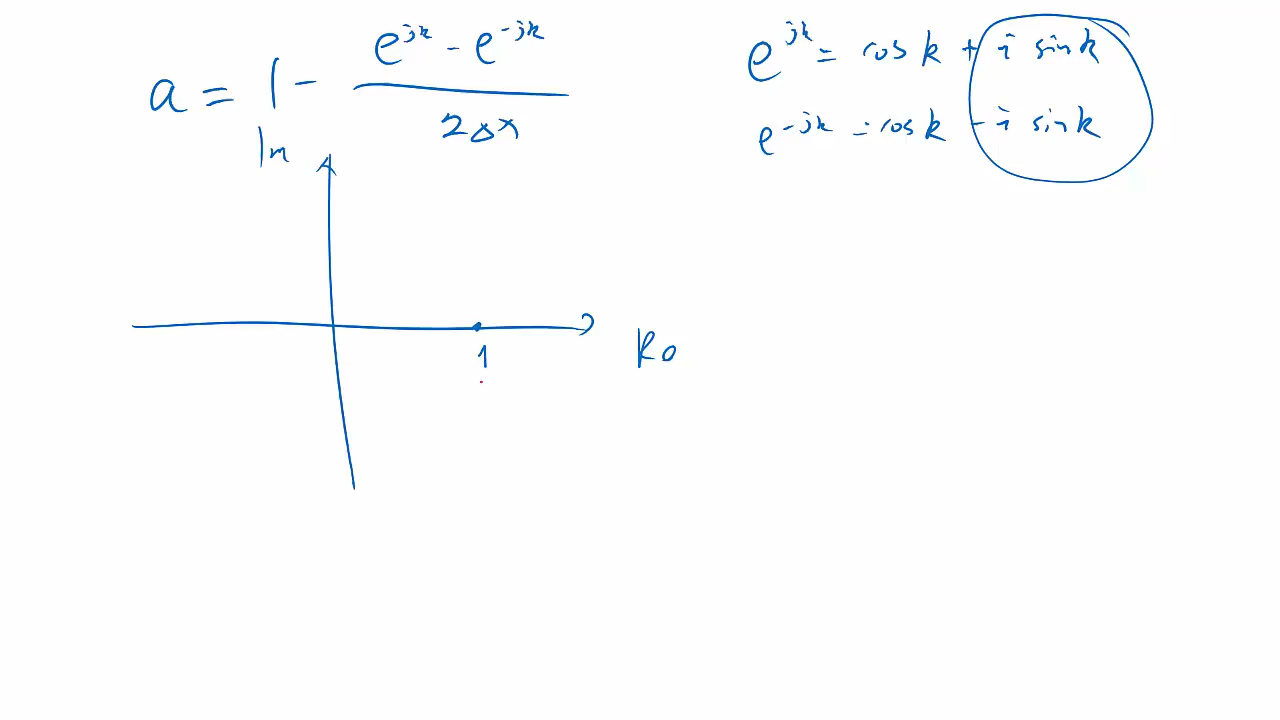 a = 1 - (e^{jk} - e^{-jk}) / 2Δx
e^{jk} = cos k + i sin k
e^{-jk} = cos k - i sin k
Im
1
Re